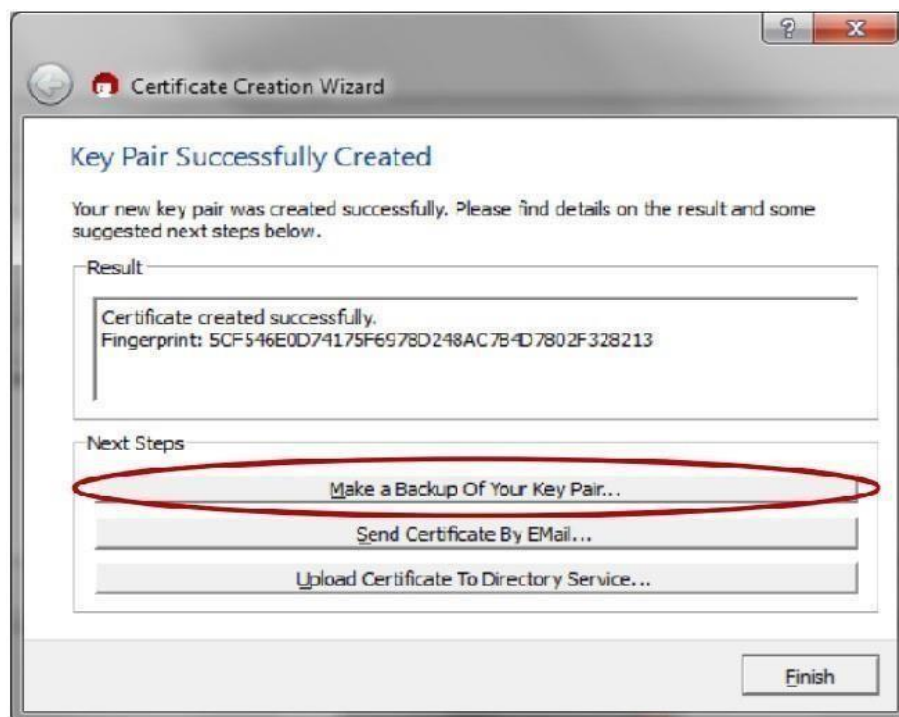 ?
X
Certificate Creation Wizard
Key Pair Successfully Created
Your new key pair was created successfully. Please find details on the result and some
suggested next steps below.
Result
Certificate created successfully.
Fingerprint: 5CF546E0D74175F6978D248AC7B4D7802F328213
Next Steps
Make a Backup Of Your Key Pair...
Send Certificate By EMail...
Upload Certificate To Directory Service...
Finish